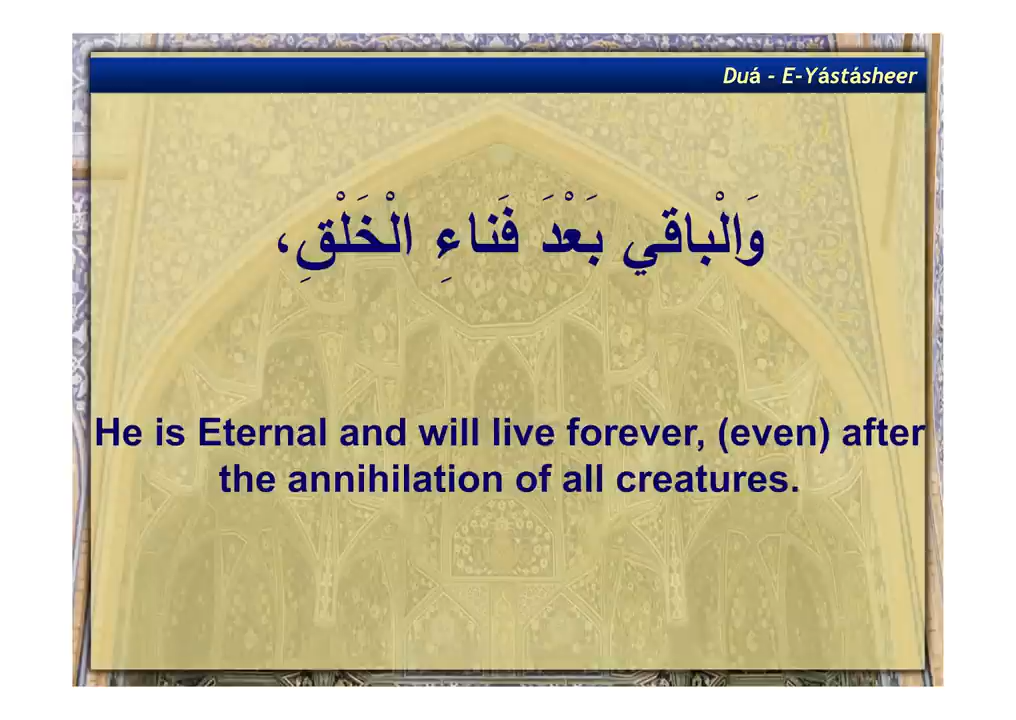 Duá - E-Yástásheer
وَالْباقي بَعْدَ فَناءِ الْخَلْقِ،
He is Eternal and will live forever, (even) after
the annihilation of all creatures.